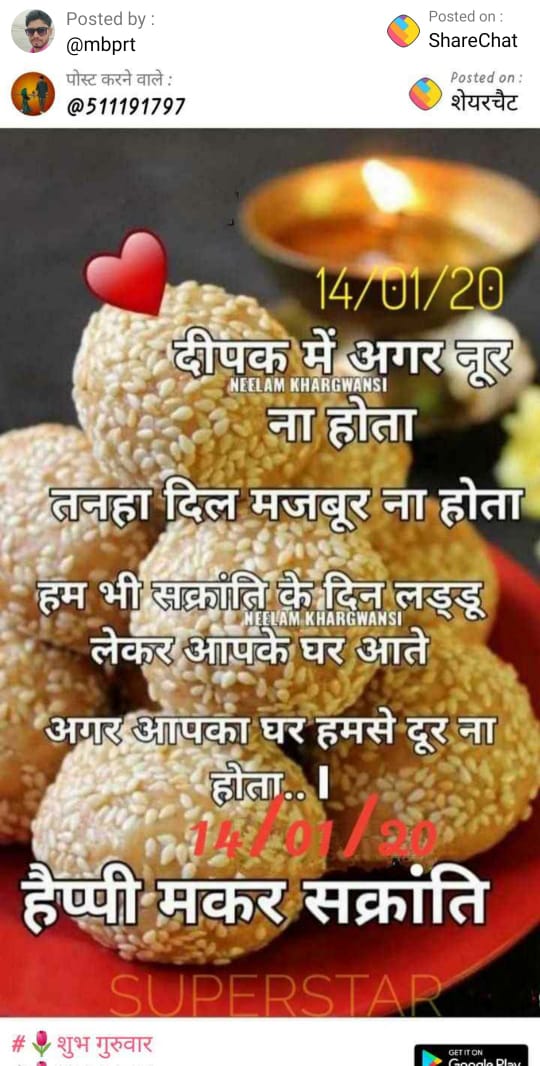 Posted by :
@mbprt
Posted on :
ShareChat
पोस्ट करने वाले :
@511191797
Posted on :
शेयरचैट
14/01/20
दीपक में अगर नूर
NEELAM KHARGWANSI
ना होता
तनहा दिल मजबूर ना होता
हम भी सक्रांति के दिन लड्डू
NEELAM KHARGWANSI
लेकर आपके घर आते
अगर आपका घर हमसे दूर ना
होता.. ।
14/01/20
हैप्पी मकर सक्रांति
SUPERSTAR
# 🌷 शुभ गुरुवार
GET IT ON
Google Play